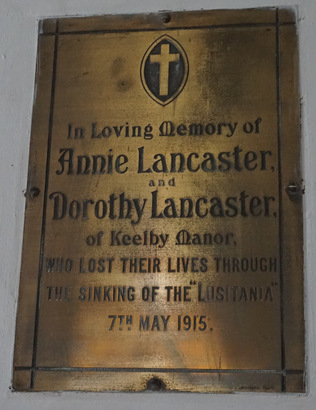 In Loving Memory of
Annie Lancaster,
and
Dorothy Lancaster,
of Keelby Manor,
WHO LOST THEIR LIVES THROUGH
THE SINKING OF THE "LUSITANIA"
7TH MAY 1915.